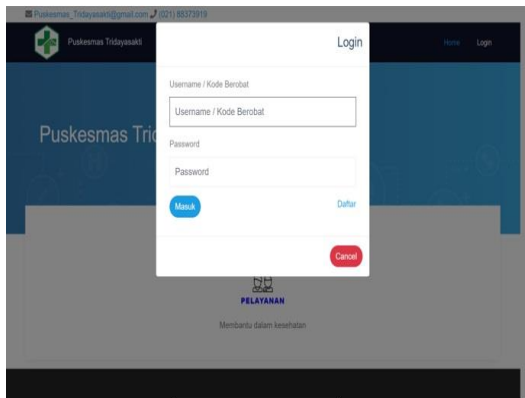 Puskesmas_Tridayasakti@gmail.com (021) 88373919
Puskesmas Tridayasakti
Home Login
Login
Username / Kode Berobat
Username / Kode Berobat
Password
Password
Masuk
Daftar
Cancel
Puskesmas Trid
PELAYANAN
Membantu dalam kesehatan